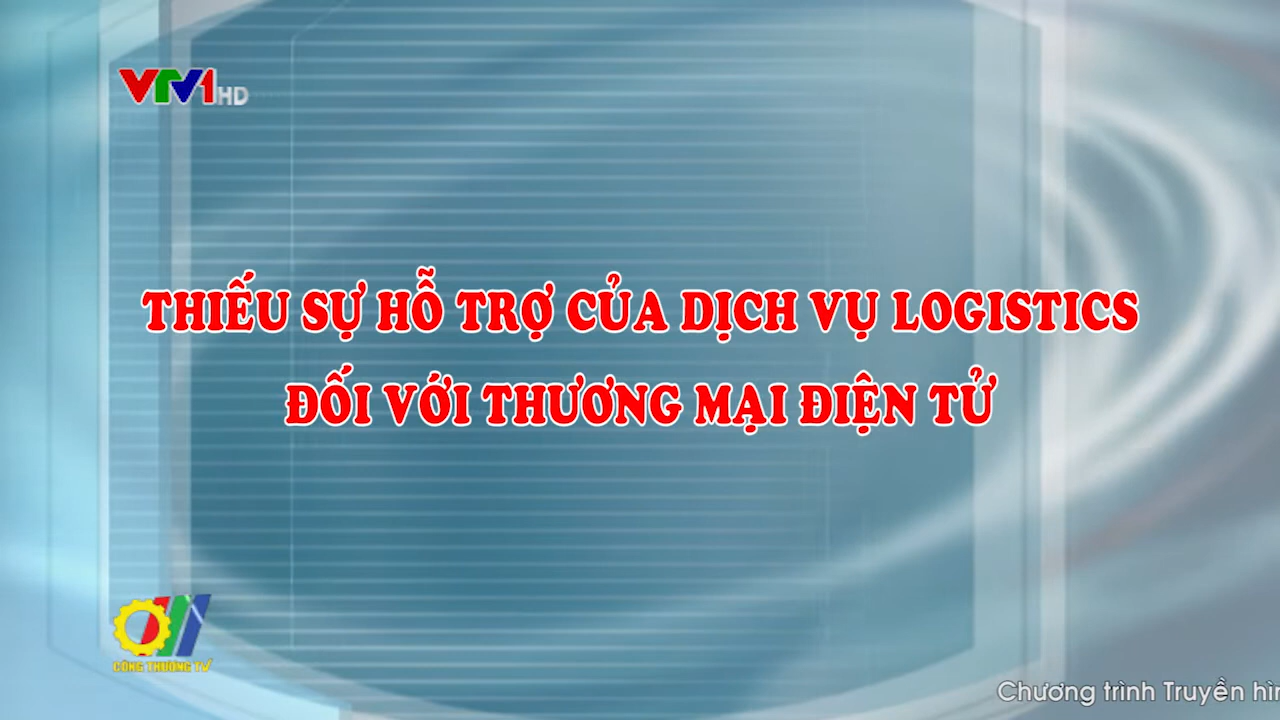 VTV1 HD
THIẾU SỰ HỖ TRỢ CỦA DỊCH VỤ LOGISTICS
ĐỐI VỚI THƯƠNG MẠI ĐIỆN TỬ
CÔNG THƯƠNG TV
Chương trình Truyền hìn